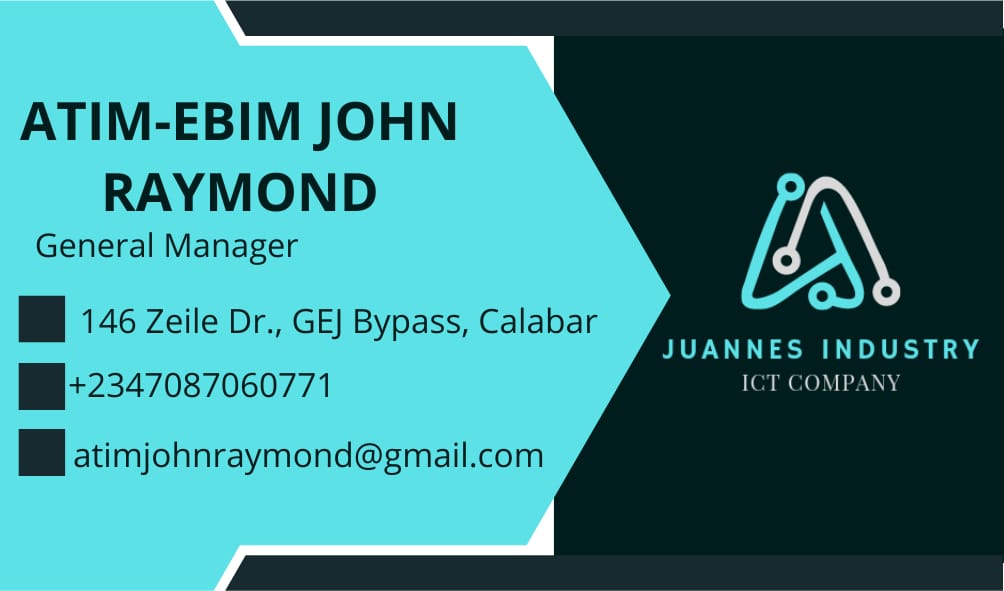 ATIM-EBIM JOHN
RAYMOND
General Manager
146 Zeile Dr., GEJ Bypass, Calabar
+2347087060771
atimjohnraymond@gmail.com
JUANNES INDUSTRY
ICT COMPANY